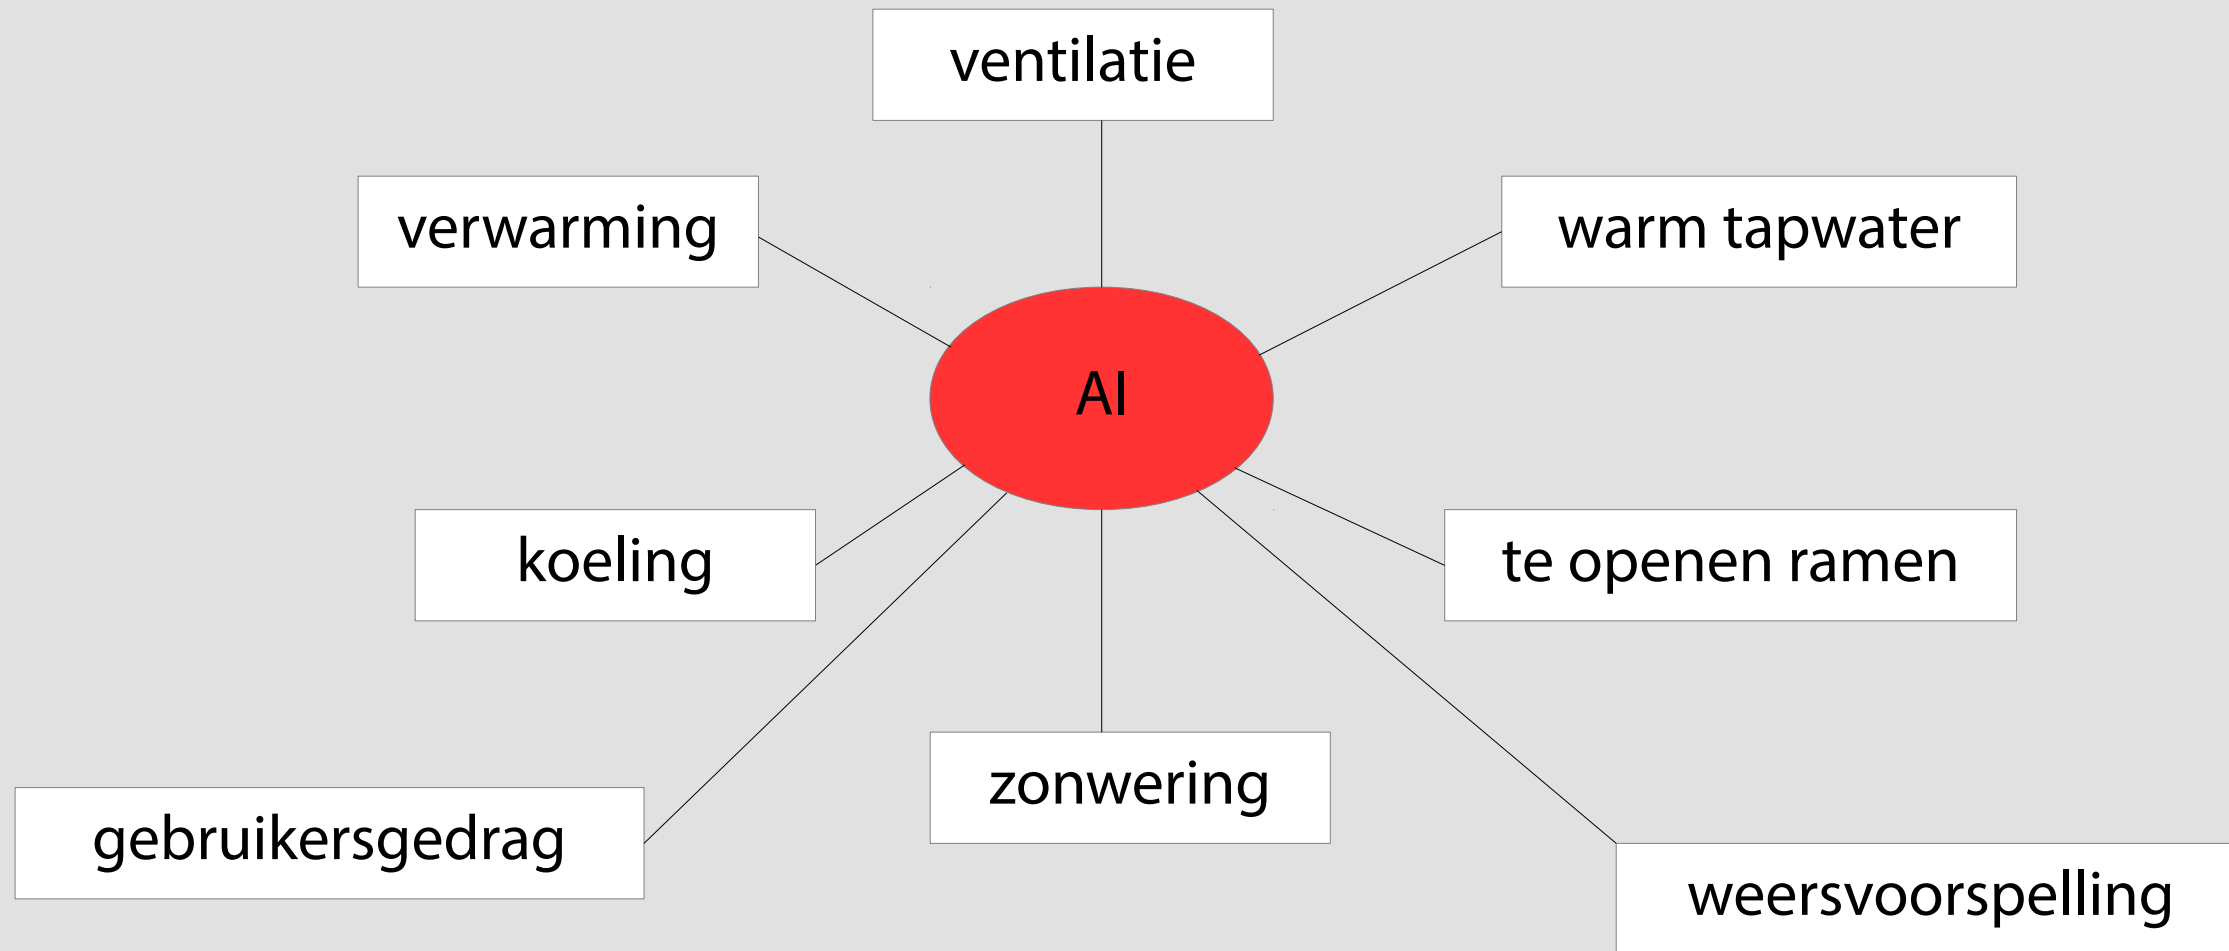 ventilatie
verwarming
warm tapwater
AI
koeling
te openen ramen
zonwering
gebruikersgedrag
weersvoorspelling